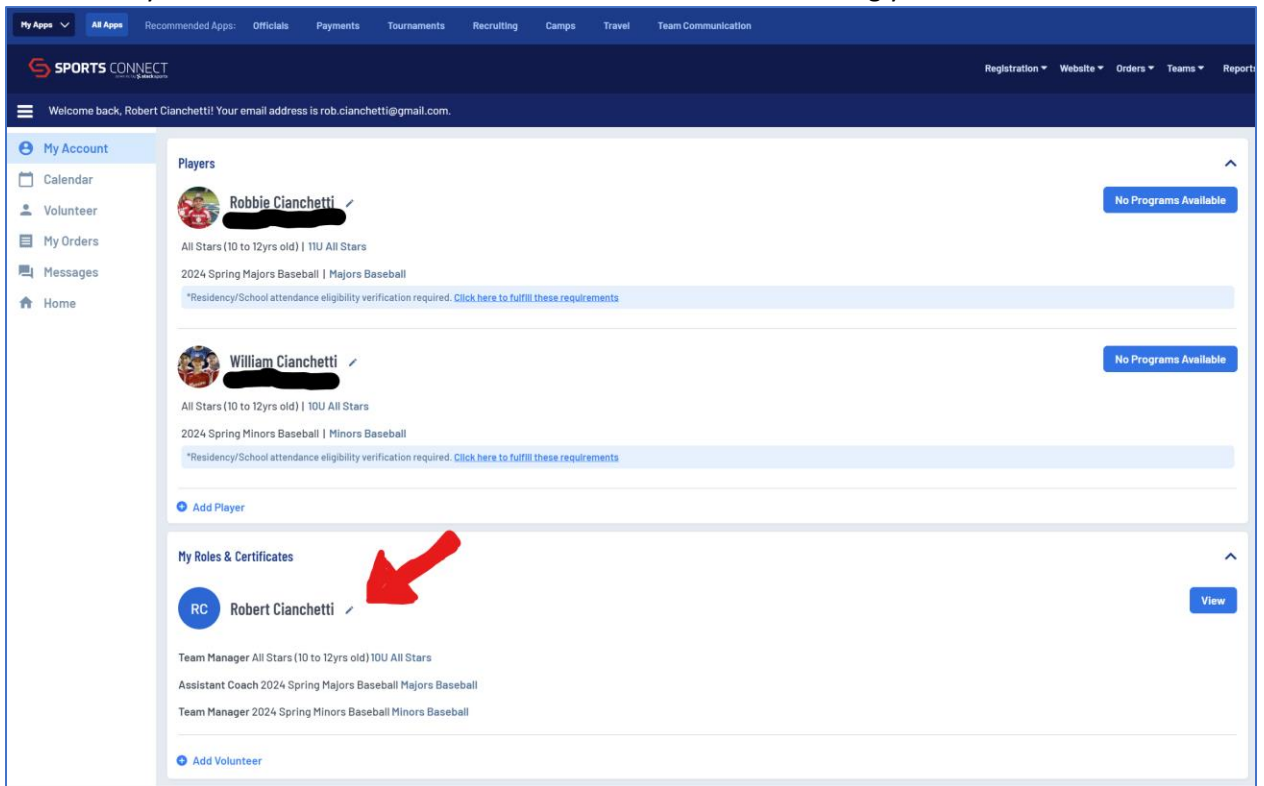 My Apps All Apps Recommended Apps: Officials Payments Tournaments Recruiting Camps Travel Team Communication
SPORTS CONNECT Registration Website Orders Teams Reports
Welcome back, Robert Cianchetti! Your email address is rob.cianchetti@gmail.com.
My Account
Calendar
Volunteer
My Orders
Messages
Home
Players
Robbie Cianchetti No Programs Available
All Stars (10 to 12yrs old) | 11U All Stars
2024 Spring Majors Baseball | Majors Baseball
*Residency/School attendance eligibility verification required. Click here to fulfill these requirements
William Cianchetti No Programs Available
All Stars (10 to 12yrs old) | 10U All Stars
2024 Spring Minors Baseball | Minors Baseball
*Residency/School attendance eligibility verification required. Click here to fulfill these requirements
Add Player
My Roles & Certificates
RC Robert Cianchetti View
Team Manager All Stars (10 to 12yrs old) 10U All Stars
Assistant Coach 2024 Spring Majors Baseball Majors Baseball
Team Manager 2024 Spring Minors Baseball Minors Baseball
Add Volunteer